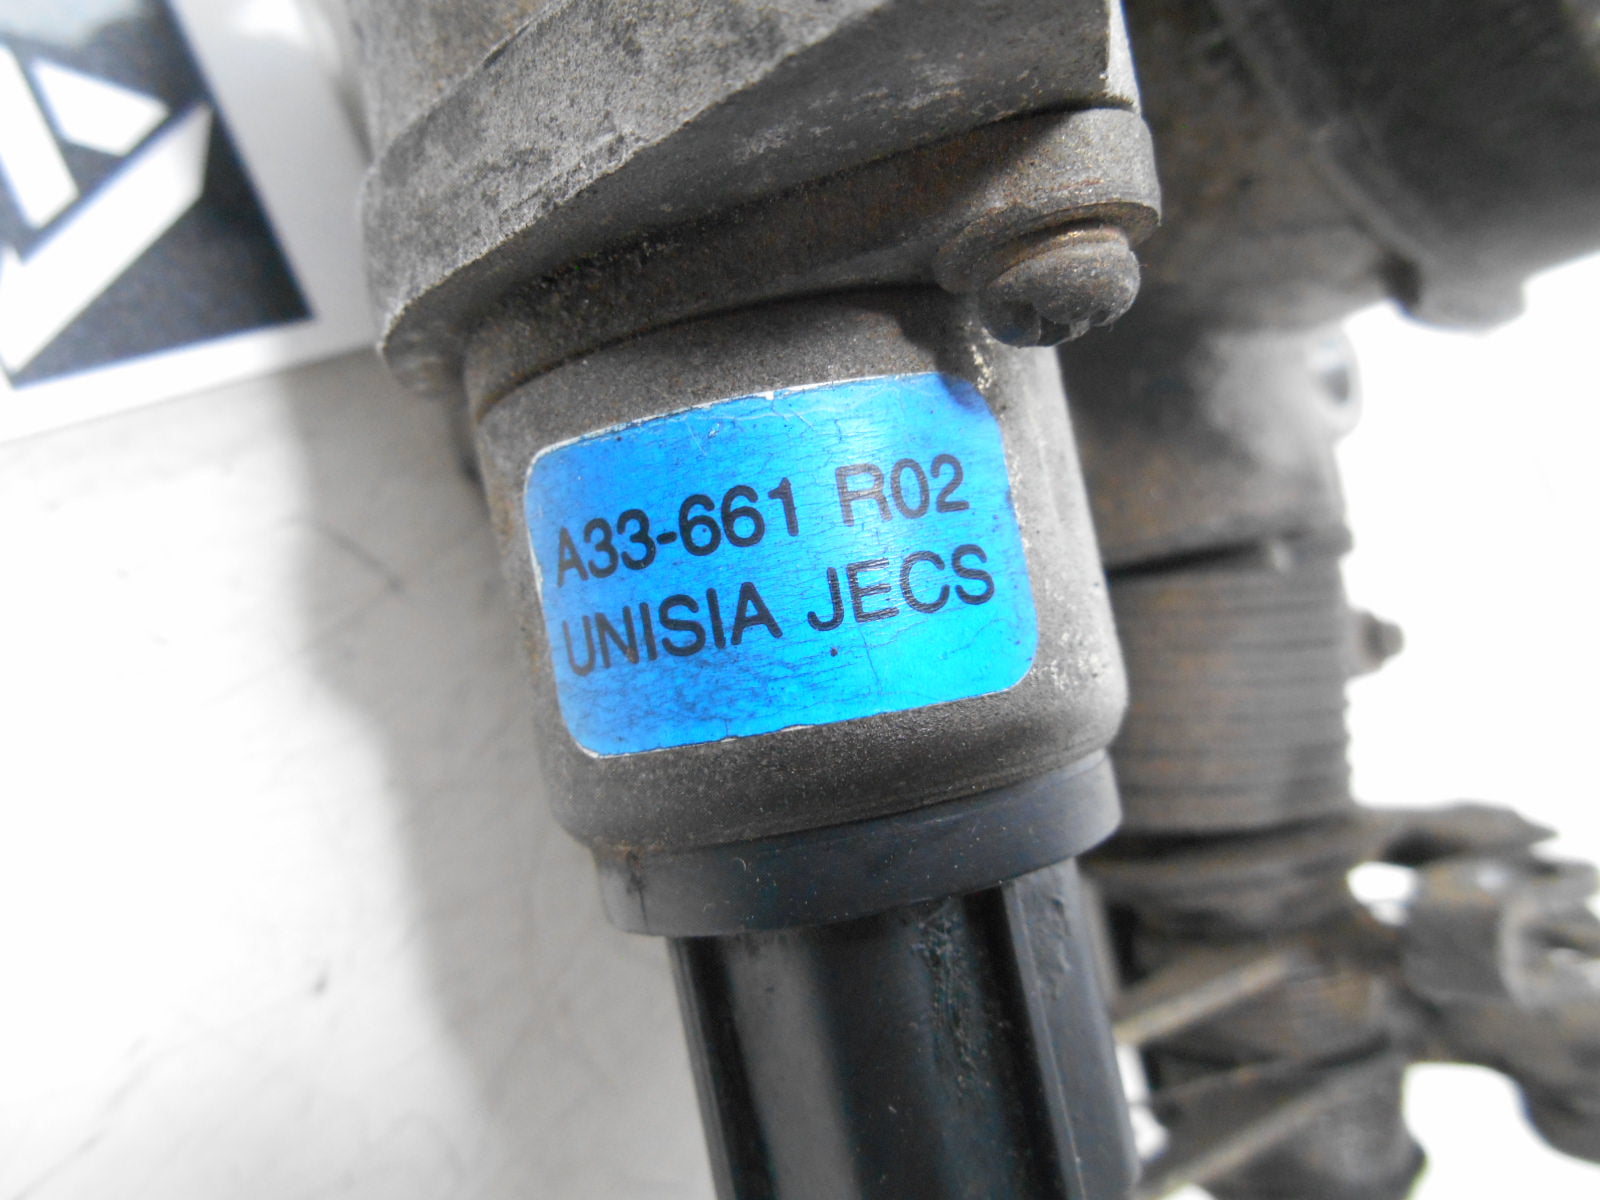 A33-661 R02
UNISIA JECS